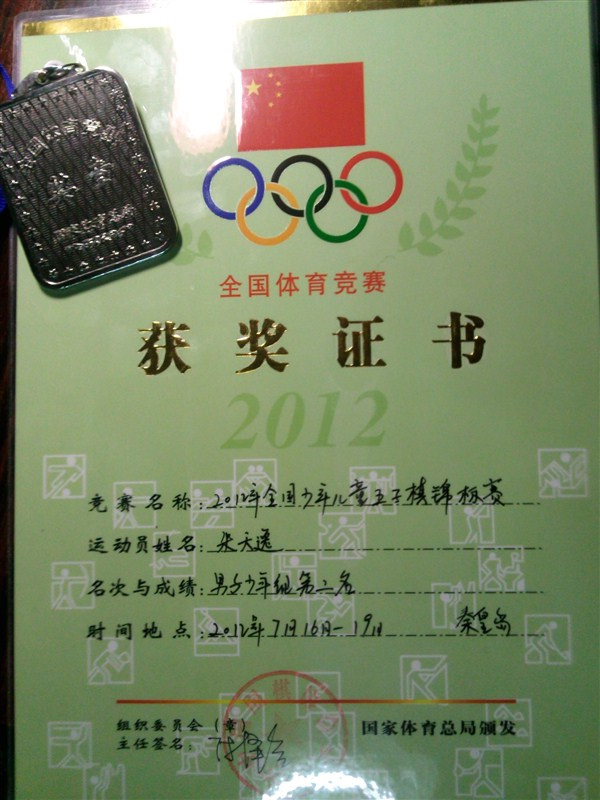 全国体育竞赛
获奖证书
2012
竞赛名称:2012年全国少年儿童五子棋锦标赛
运动员姓名:朱天逸
名次与成绩:男子少年组第二名
时间地点:2012年7月16日-19日 秦皇岛
组织委员会(章)
主任签名:
国家体育总局颁发